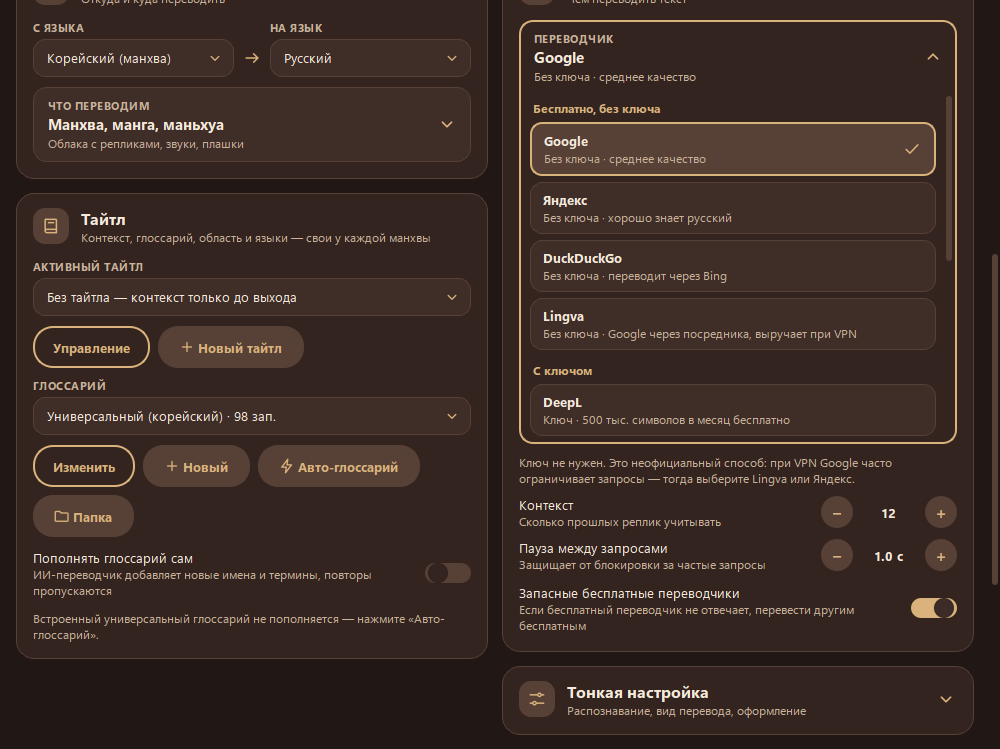 Откуда и куда переводить
С ЯЗЫКА
НА ЯЗЫК
Корейский (манхва)
Русский
ЧТО ПЕРЕВОДИМ
Манхва, манга, маньхуа
Облака с репликами, звуки, плашки
Тайтл
Контекст, глоссарий, область и языки — свои у каждой манхвы
АКТИВНЫЙ ТАЙТЛ
Без тайтла — контекст только до выхода
Управление
+ Новый тайтл
ГЛОССАРИЙ
Универсальный (корейский) · 98 зап.
Изменить
+ Новый
Авто-глоссарий
Папка
Пополнять глоссарий сам
ИИ-переводчик добавляет новые имена и термины, повторы
пропускаются
Встроенный универсальный глоссарий не пополняется — нажмите «Авто-
глоссарий».
Чем переводить текст
ПЕРЕВОДЧИК
Google
Без ключа · среднее качество
Бесплатно, без ключа
Google
Без ключа · среднее качество
Яндекс
Без ключа · хорошо знает русский
DuckDuckGo
Без ключа · переводит через Bing
Lingva
Без ключа · Google через посредника, выручает при VPN
С ключом
DeepL
Ключ · 500 тыс. символов в месяц бесплатно
Ключ не нужен. Это неофициальный способ: при VPN Google часто
ограничивает запросы — тогда выберите Lingva или Яндекс.
Контекст
Сколько прошлых реплик учитывать
− 12 +
Пауза между запросами
Защищает от блокировки за частые запросы
− 1.0 с +
Запасные бесплатные переводчики
Если бесплатный переводчик не отвечает, перевести другим
бесплатным
Тонкая настройка
Распознавание, вид перевода, оформление